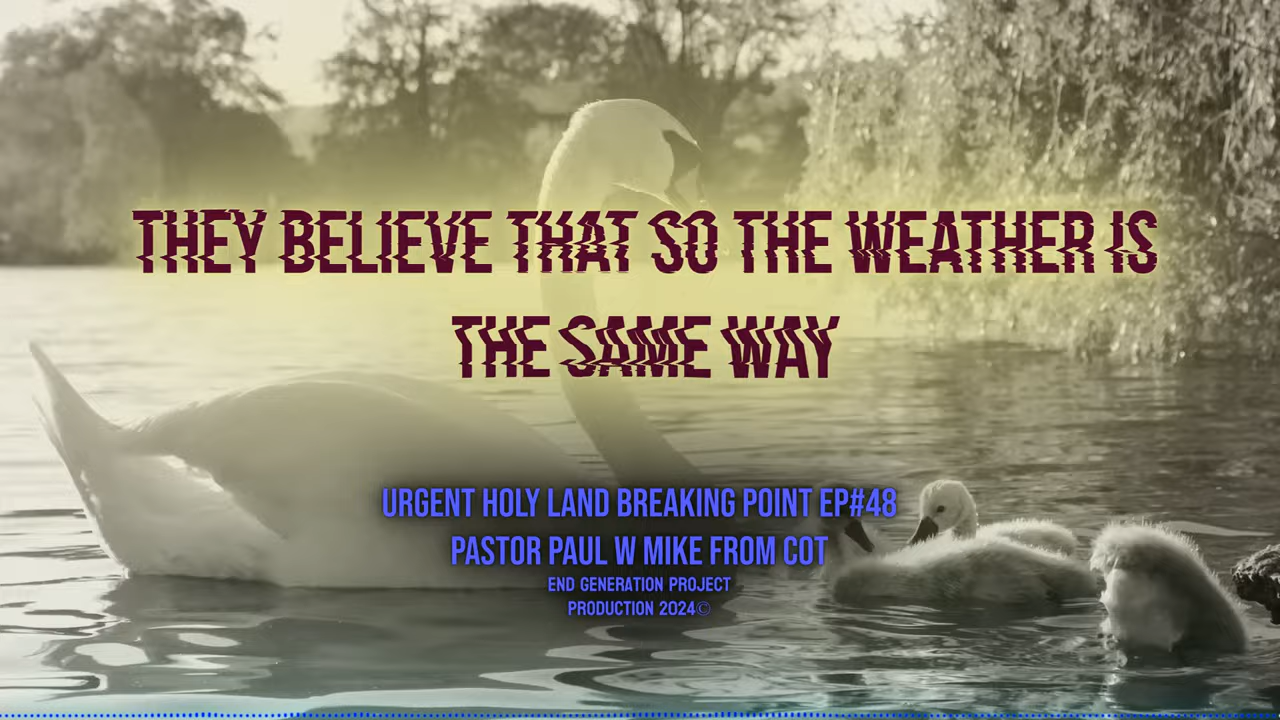 THEY BELIEVE THAT SO THE WEATHER IS
THE SAME WAY
URGENT HOLY LAND BREAKING POINT EP#48
PASTOR PAUL W MIKE FROM COT
END GENERATION PROJECT
PRODUCTION 2024©